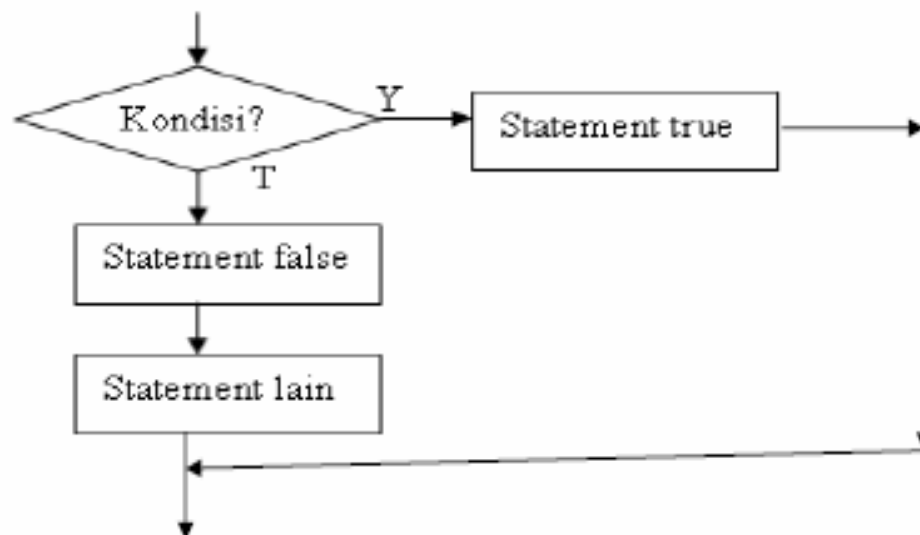 Kondisi?
Y
Statement true
T
Statement false
Statement lain